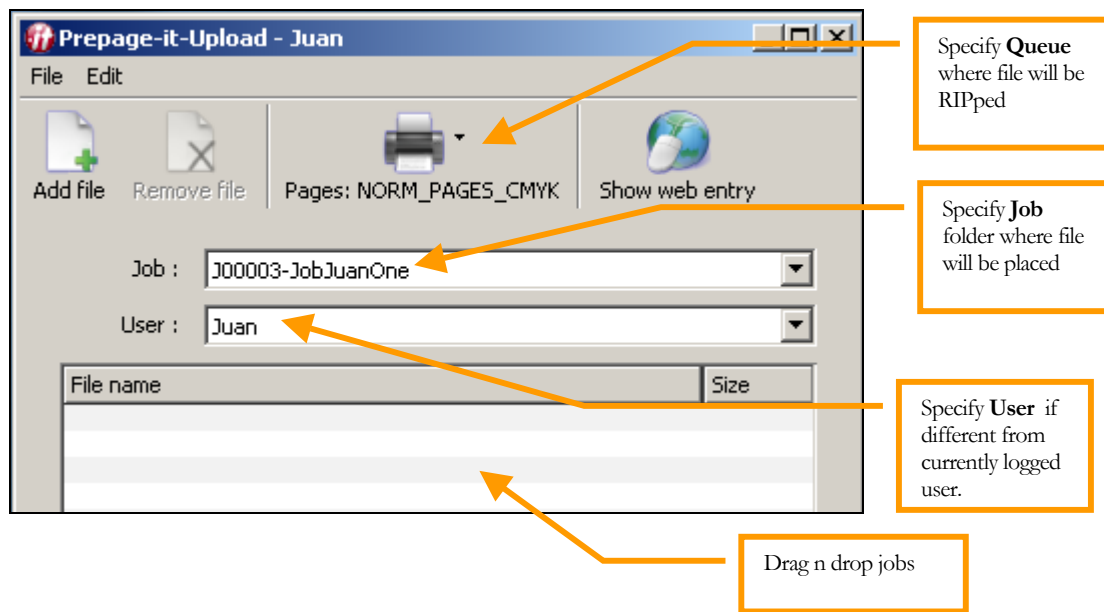 Prepage-it-Upload - Juan
File Edit
Add file
Remove file
Pages: NORM_PAGES_CMYK
Show web entry
Job :
J00003-JobJuanOne
User :
Juan
File name
Size
Specify Queue
where file will be
RIPped
Specify Job
folder where file
will be placed
Specify User if
different from
currently logged
user.
Drag n drop jobs